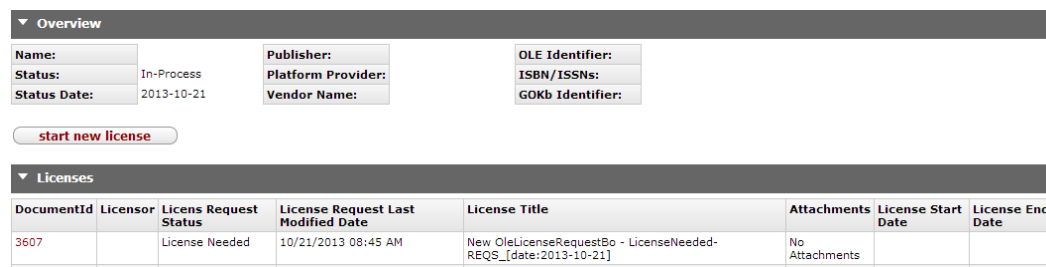 Overview
Name: Publisher: OLE Identifier:
Status: In-Process Platform Provider: ISBN/ISSNs:
Status Date: 2013-10-21 Vendor Name: GOKb Identifier:
start new license
Licenses
DocumentId Licensor Licens Request License Request Last License Title Attachments License Start License End
Status Modified Date Date Date
3607 License Needed 10/21/2013 08:45 AM New OleLicenseRequestBo - LicenseNeeded- No
REQS_[date:2013-10-21] Attachments